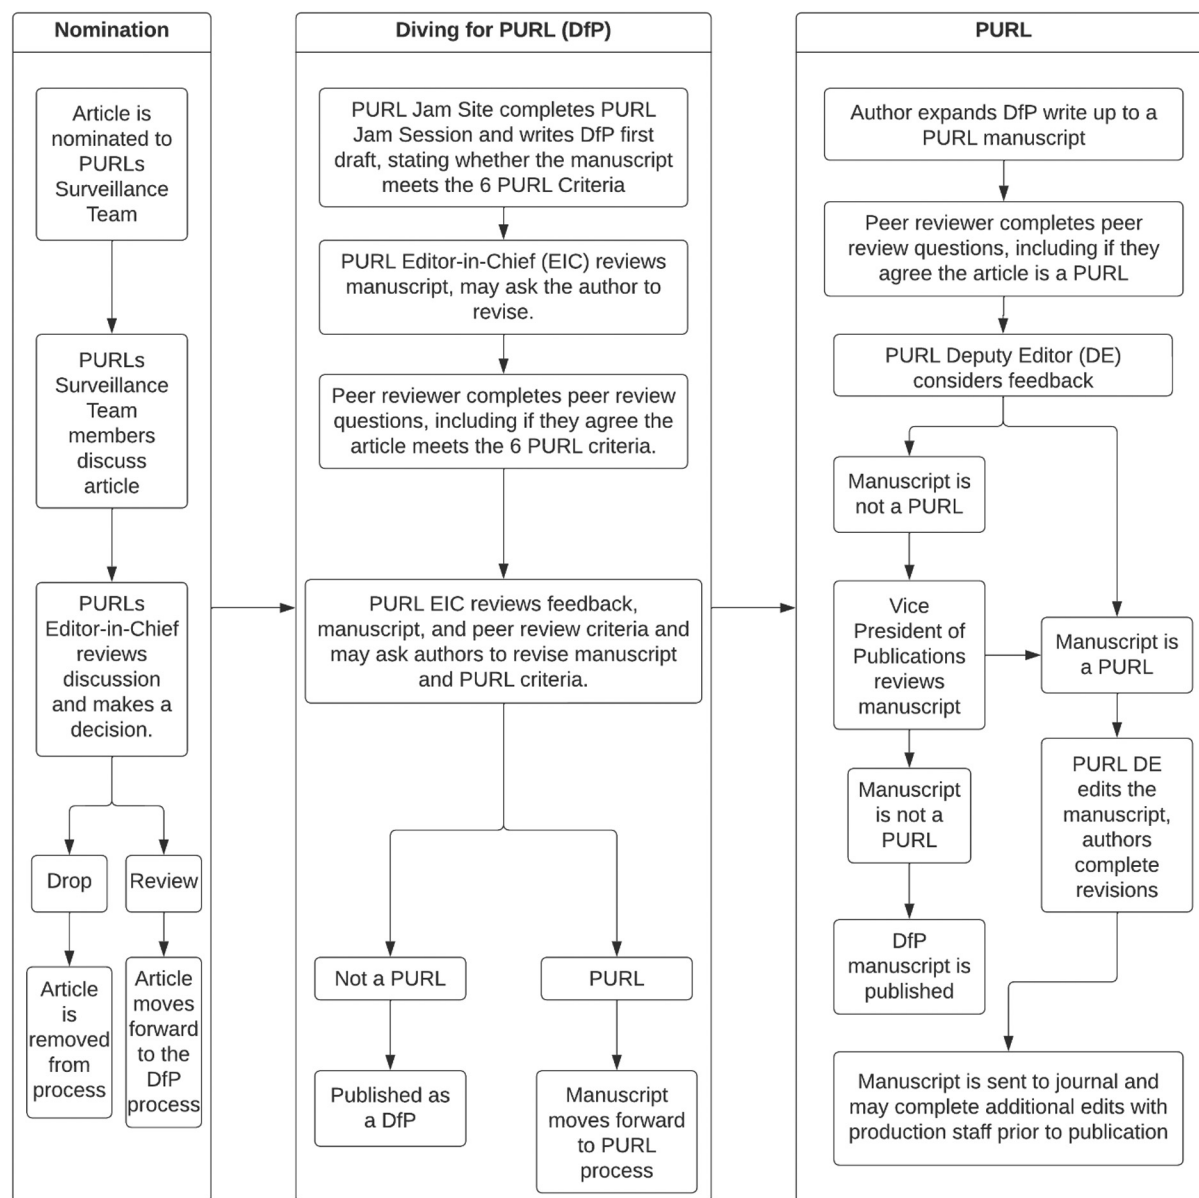 Nomination
Article is
nominated to
PURLs
Surveillance
Team
PURLs
Surveillance
Team
members
discuss
article
PURLs
Editor-in-Chief
reviews
discussion
and makes a
decision.
Drop
Review
Article
is
removed
from
process
Article
moves
forward
to the
DfP
process
Diving for PURL (DfP)
PURL Jam Site completes PURL
Jam Session and writes DfP first
draft, stating whether the manuscript
meets the 6 PURL Criteria
PURL Editor-in-Chief (EIC) reviews
manuscript, may ask the author to
revise.
Peer reviewer completes peer review
questions, including if they agree the
article meets the 6 PURL criteria.
PURL EIC reviews feedback,
manuscript, and peer review criteria and
may ask authors to revise manuscript
and PURL criteria.
Not a PURL
PURL
Published as
a DfP
Manuscript
moves forward
to PURL
process
PURL
Author expands DfP write up to a
PURL manuscript
Peer reviewer completes peer
review questions, including if they
agree the article is a PURL
PURL Deputy Editor (DE)
considers feedback
Manuscript is
not a PURL
Vice
President of
Publications
reviews
manuscript
Manuscript is
a PURL
Manuscript
is not a
PURL
PURL DE
edits the
manuscript,
authors
complete
revisions
DfP
manuscript is
published
Manuscript is sent to journal and
may complete additional edits with
production staff prior to publication